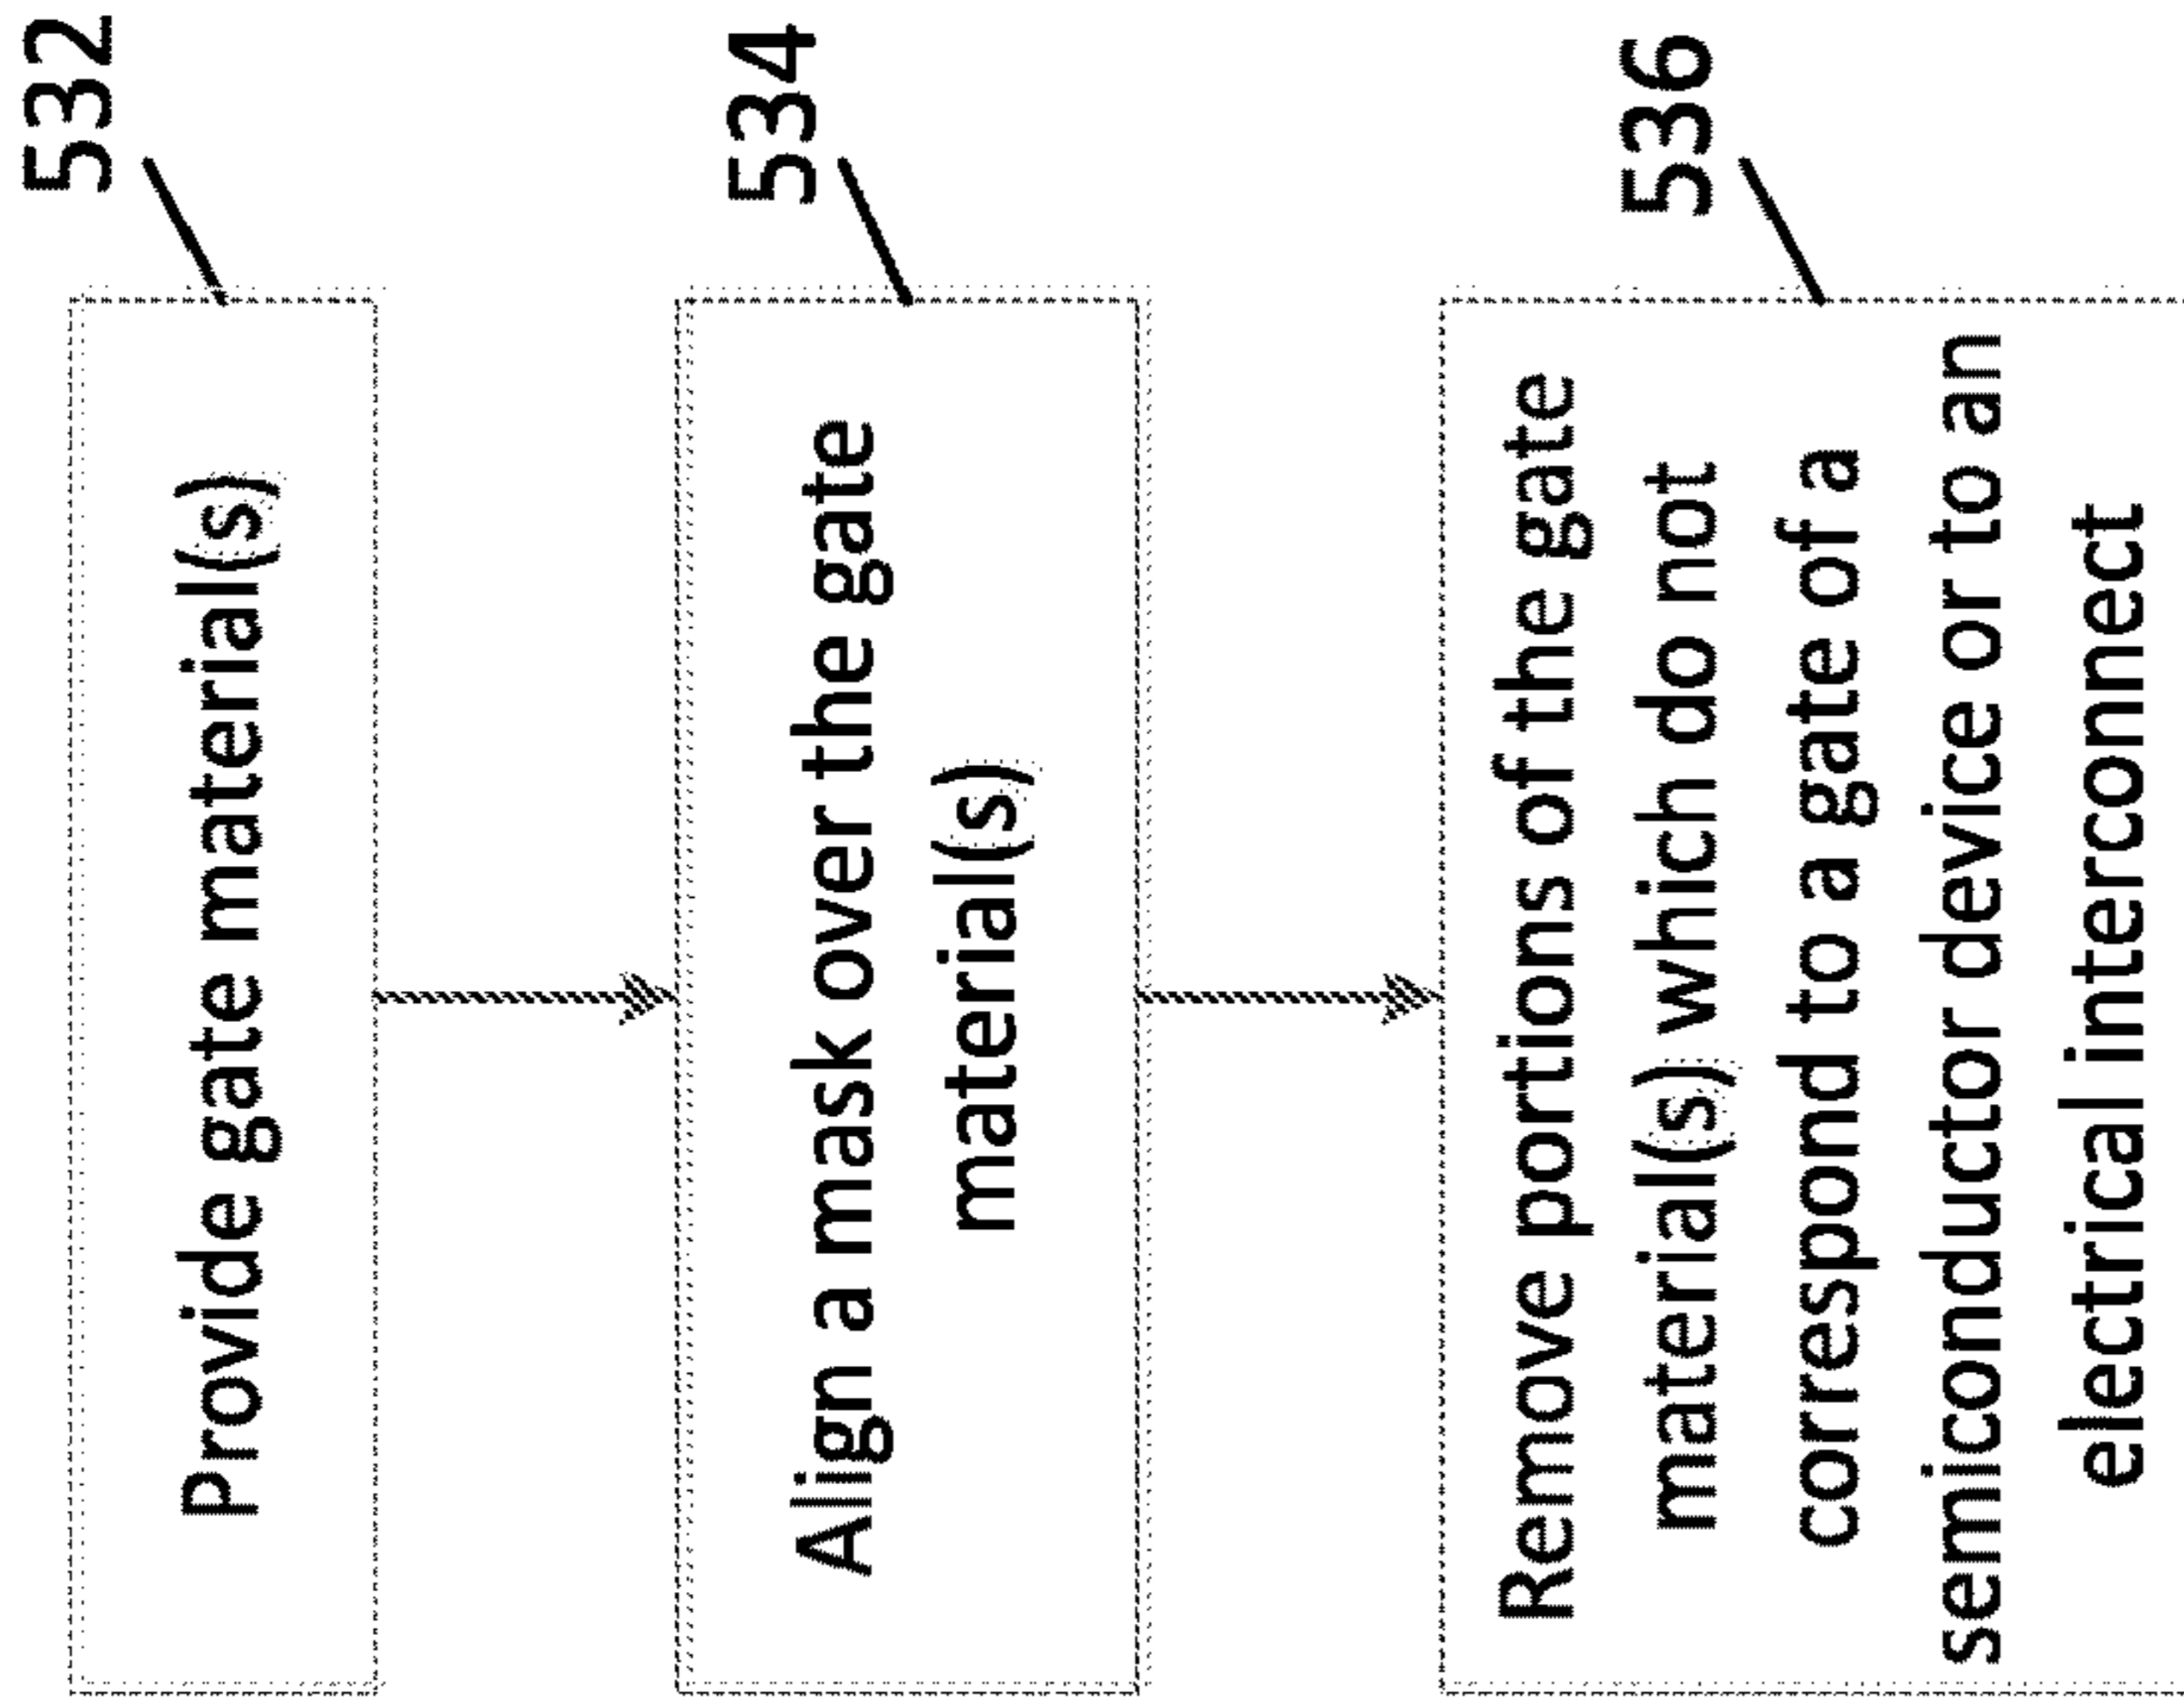 532
Provide gate material(s)
534
Align a mask over the gate
material(s)
536
Remove portions of the gate
material(s) which do not
correspond to a gate of a
semiconductor device or to an
electrical interconnect